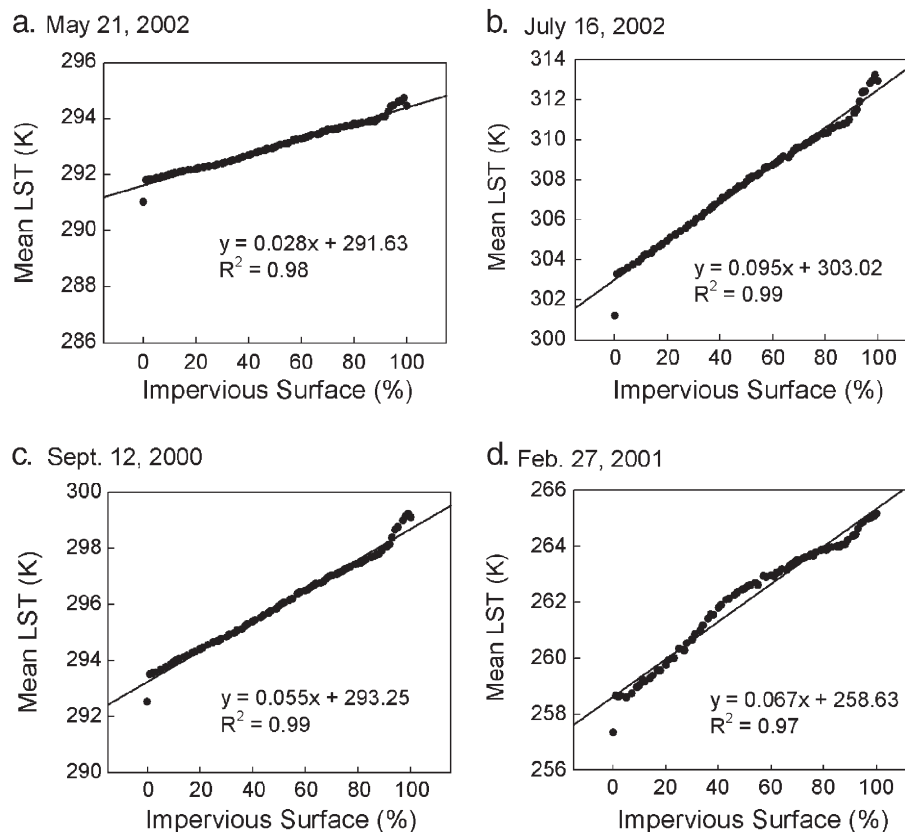 a. May 21, 2002
296
294
292
290
288
286
Mean LST (K)
y = 0.028x + 291.63
R² = 0.98
0 20 40 60 80 100
Impervious Surface (%)
b. July 16, 2002
314
312
310
308
306
304
302
300
Mean LST (K)
y = 0.095x + 303.02
R² = 0.99
0 20 40 60 80 100
Impervious Surface (%)
c. Sept. 12, 2000
300
298
296
294
292
290
Mean LST (K)
y = 0.055x + 293.25
R² = 0.99
0 20 40 60 80 100
Impervious Surface (%)
d. Feb. 27, 2001
266
264
262
260
258
256
Mean LST (K)
y = 0.067x + 258.63
R² = 0.97
0 20 40 60 80 100
Impervious Surface (%)